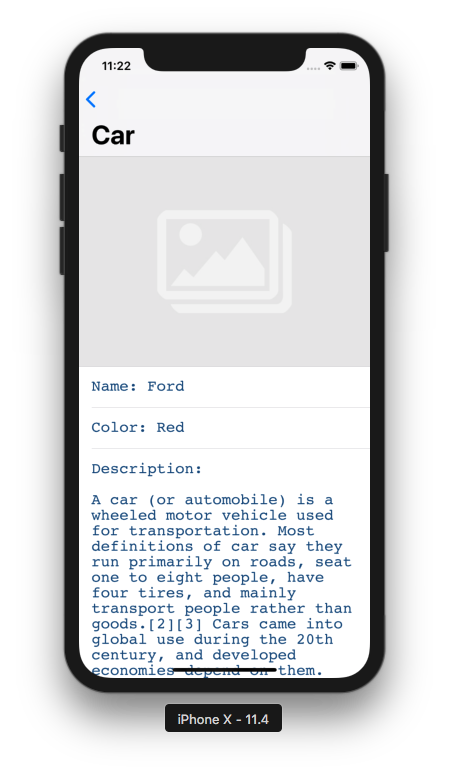 11:22
Car
Name: Ford
Color: Red
Description:
A car (or automobile) is a
wheeled motor vehicle used
for transportation. Most
definitions of car say they
run primarily on roads, seat
one to eight people, have
four tires, and mainly
transport people rather than
goods.[2][3] Cars came into
global use during the 20th
century, and developed
economies depend on them.
iPhone X - 11.4